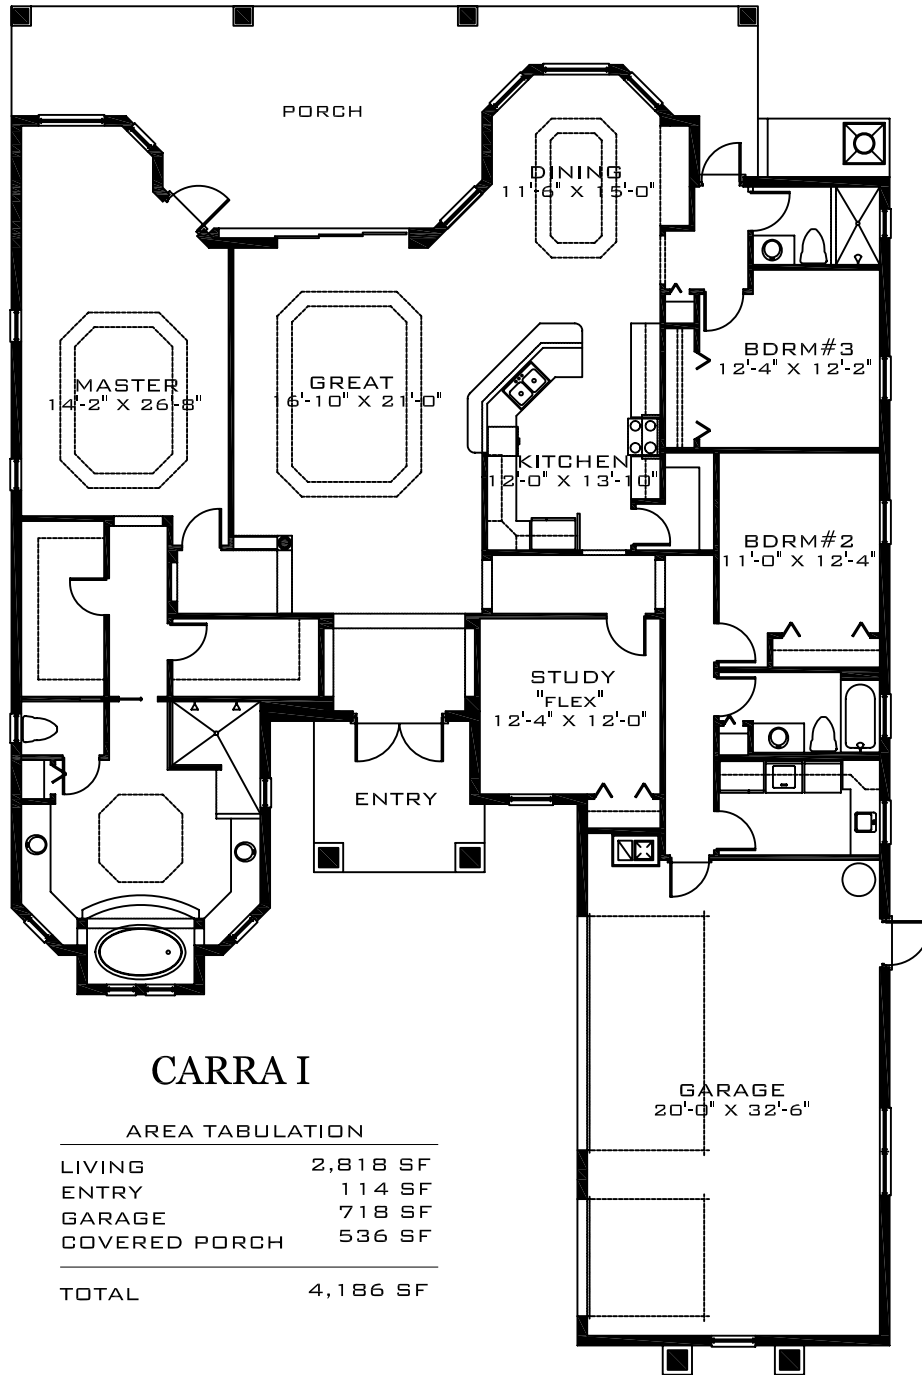 PORCH
DINING
11'-6" X 15'-0"
BDRM#3
12'-4" X 12'-2"
MASTER
14'-2" X 26'-8"
GREAT
16'-10" X 21'-0"
KITCHEN
12'-0" X 13'-10"
BDRM#2
11'-0" X 12'-4"
STUDY
"FLEX"
12'-4" X 12'-0"
ENTRY
GARAGE
20'-0" X 32'-6"
CARRA I
AREA TABULATION
LIVING 2,818 SF
ENTRY 114 SF
GARAGE 718 SF
COVERED PORCH 536 SF
TOTAL 4,186 SF